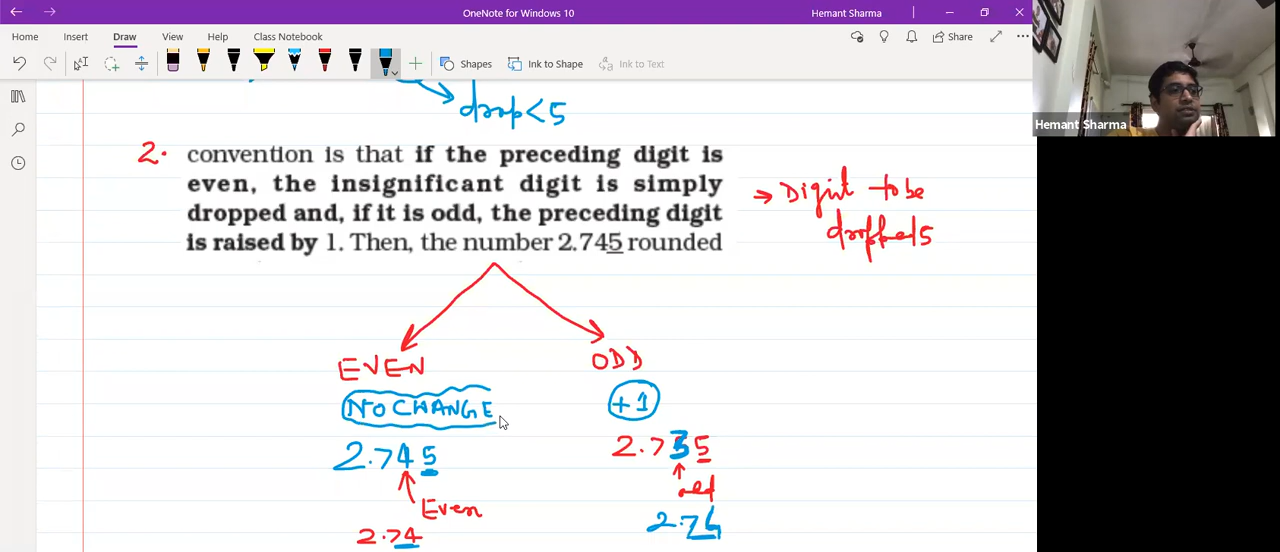 OneNote for Windows 10
Hemant Sharma
Home Insert Draw View Help Class Notebook Share
Shapes Ink to Shape Ink to Text
drop<5
Hemant Sharma
2. convention is that if the preceding digit is
even, the insignificant digit is simply
dropped and, if it is odd, the preceding digit
is raised by 1. Then, the number 2.745 rounded
→ Digit to be
dropped 5
EVEN
ODD
NO CHANGE
+1
2.745
2.735
Even
odd
2.74
2.74